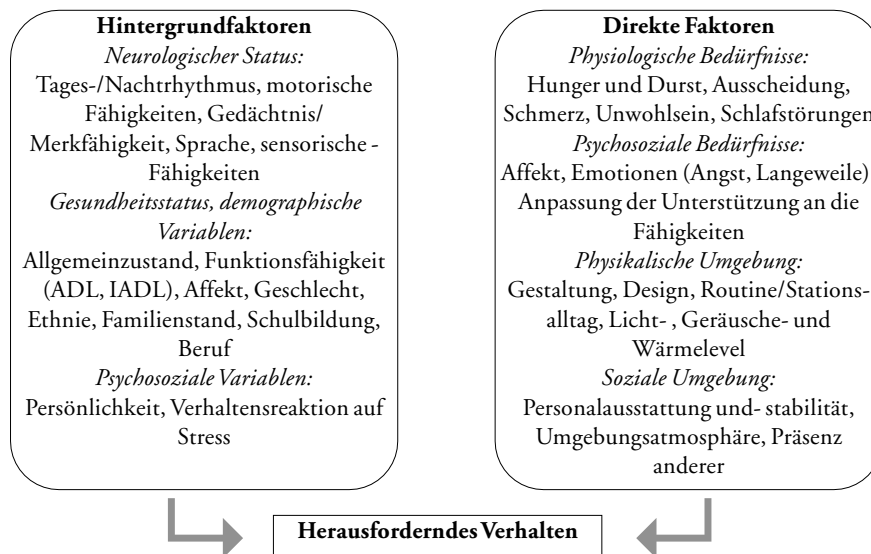 Hintergrundfaktoren
Neurologischer Status:
Tages-/Nachtrhythmus, motorische
Fähigkeiten, Gedächtnis/
Merkfähigkeit, Sprache, sensorische -
Fähigkeiten
Gesundheitsstatus, demographische
Variablen:
Allgemeinzustand, Funktionsfähigkeit
(ADL, IADL), Affekt, Geschlecht,
Ethnie, Familienstand, Schulbildung,
Beruf
Psychosoziale Variablen:
Persönlichkeit, Verhaltensreaktion auf
Stress
Direkte Faktoren
Physiologische Bedürfnisse:
Hunger und Durst, Ausscheidung,
Schmerz, Unwohlsein, Schlafstörungen
Psychosoziale Bedürfnisse:
Affekt, Emotionen (Angst, Langeweile)
Anpassung der Unterstützung an die
Fähigkeiten
Physikalische Umgebung:
Gestaltung, Design, Routine/Stations-
alltag, Licht- , Geräusche- und
Wärmelevel
Soziale Umgebung:
Personalausstattung und- stabilität,
Umgebungsatmosphäre, Präsenz
anderer
Herausforderndes Verhalten